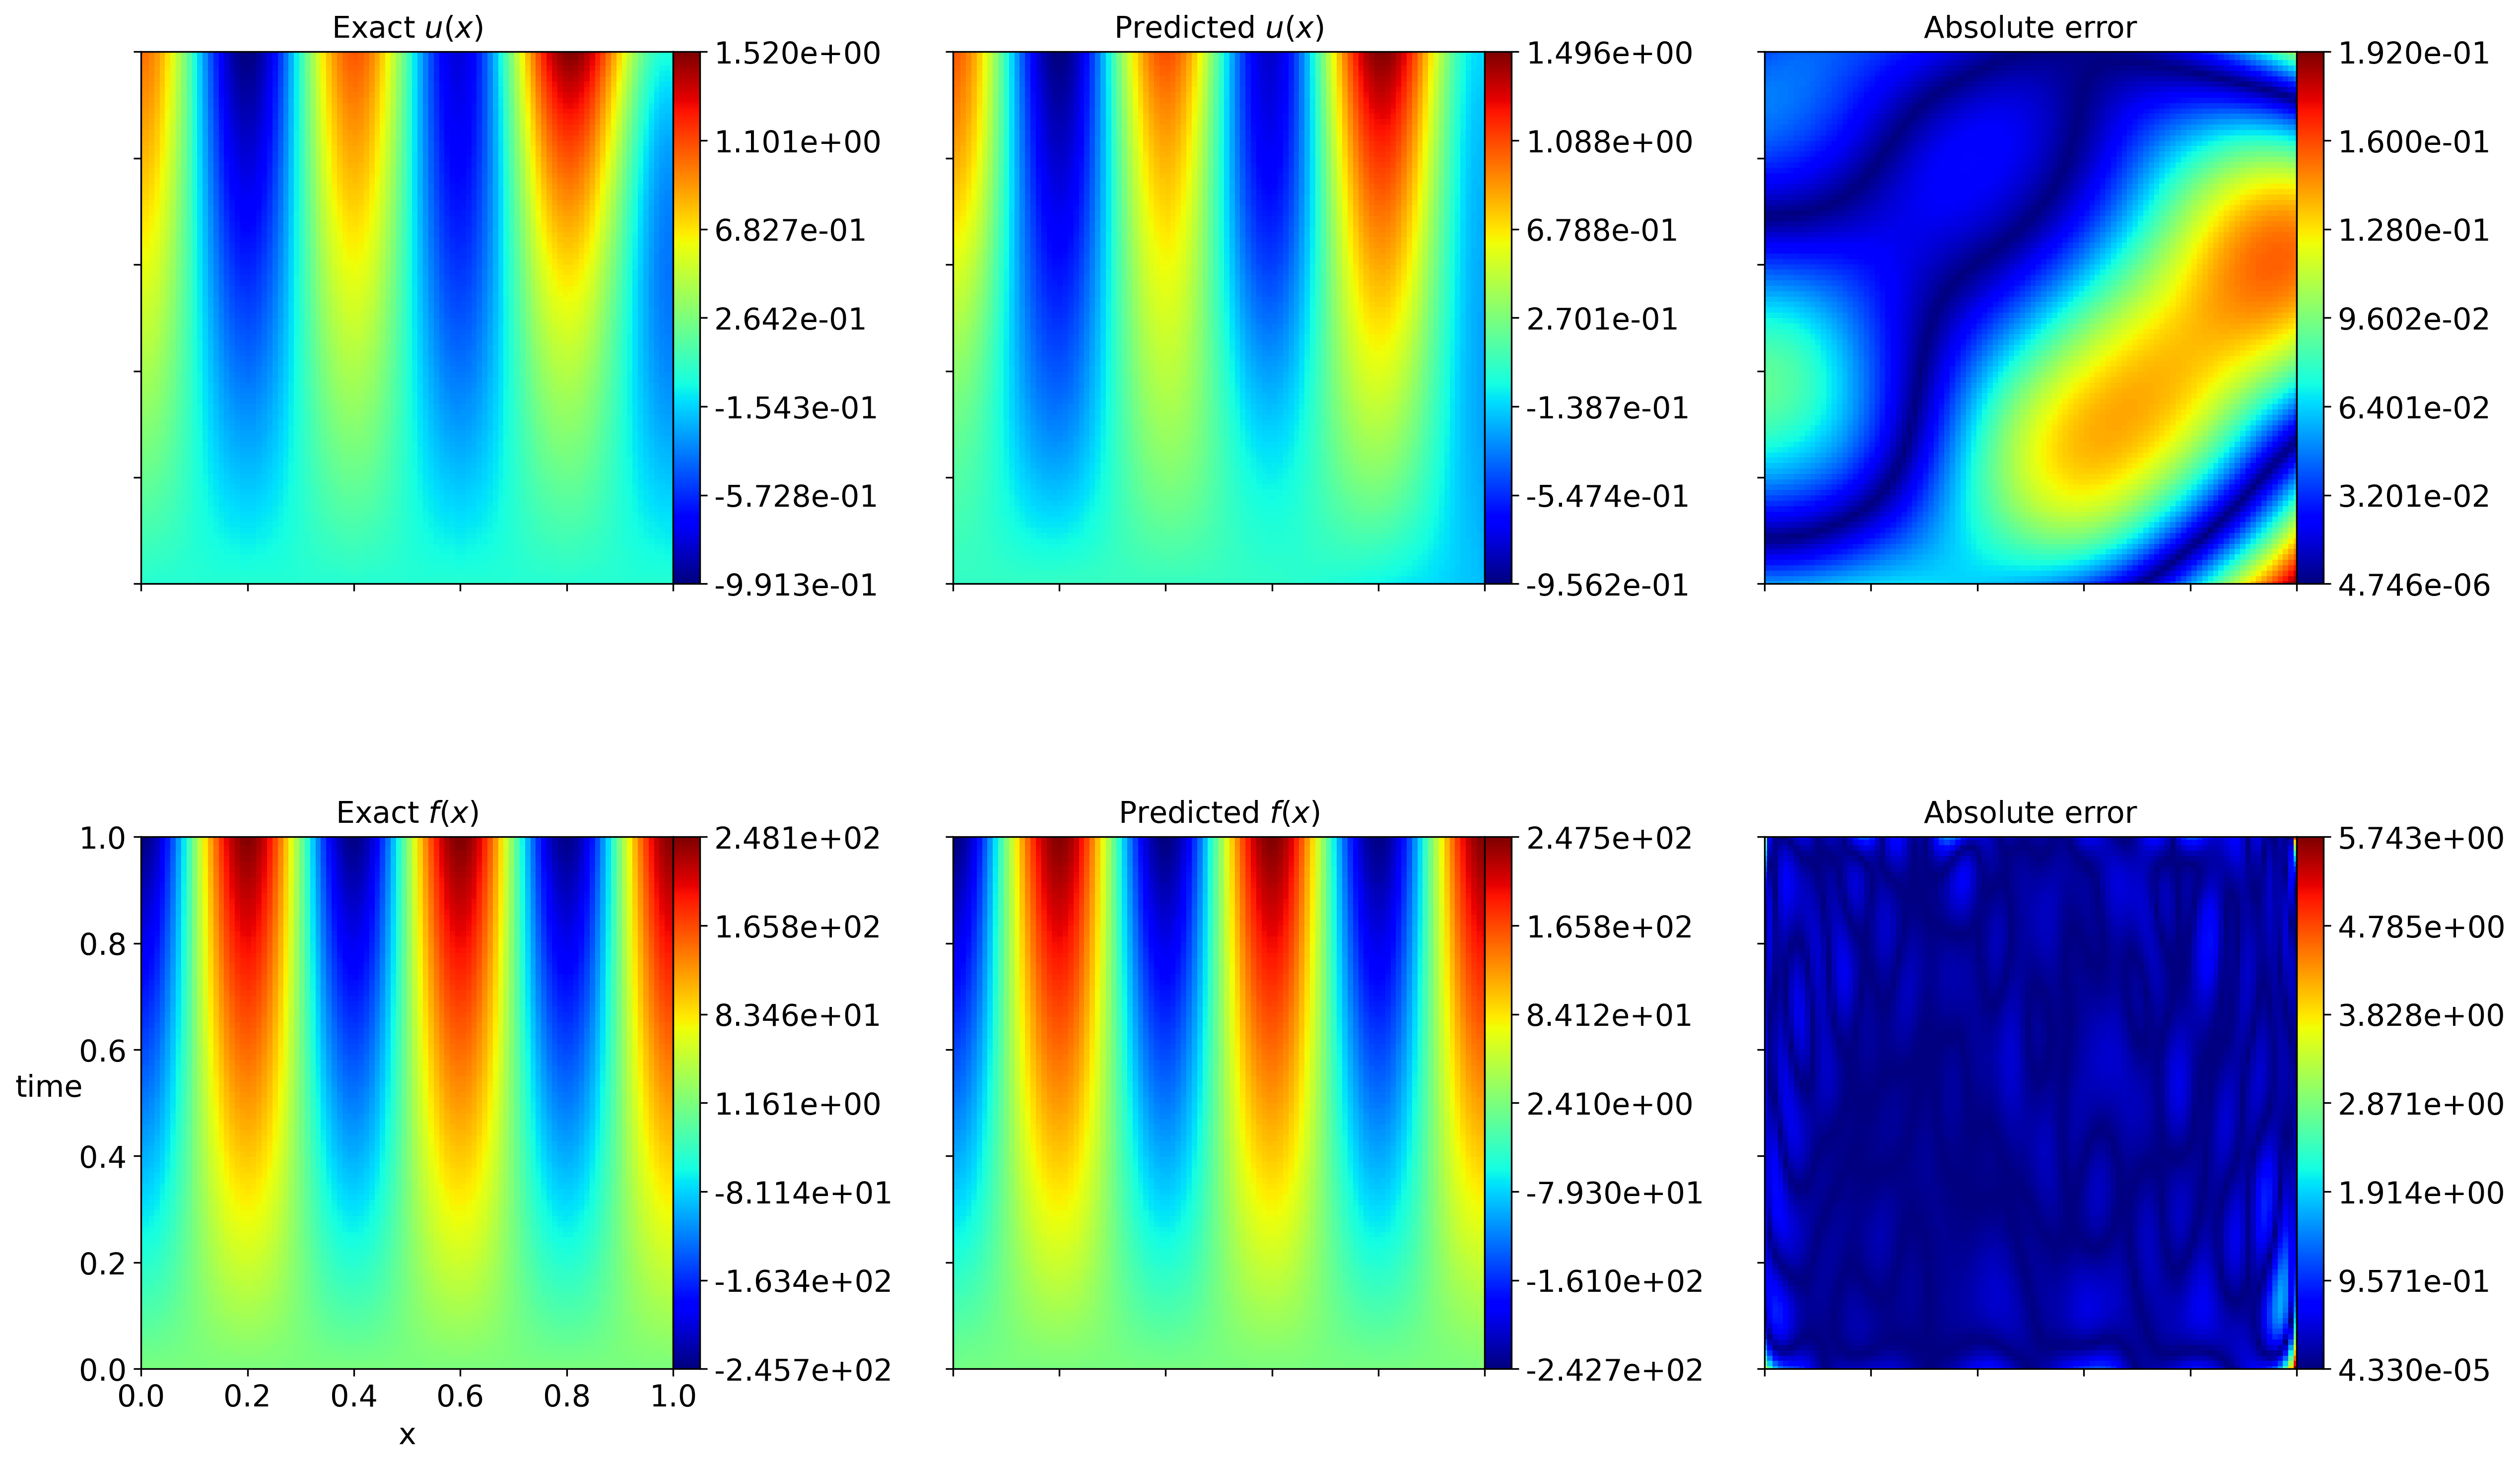 Exact u(x)
1.520e+00
1.101e+00
6.827e-01
2.642e-01
-1.543e-01
-5.728e-01
-9.913e-01
Predicted u(x)
1.496e+00
1.088e+00
6.788e-01
2.701e-01
-1.387e-01
-5.474e-01
-9.562e-01
Absolute error
1.920e-01
1.600e-01
1.280e-01
9.602e-02
6.401e-02
3.201e-02
4.746e-06
Exact f(x)
time
1.0
0.8
0.6
0.4
0.2
0.0
0.0 0.2 0.4 0.6 0.8 1.0
x
2.481e+02
1.658e+02
8.346e+01
1.161e+00
-8.114e+01
-1.634e+02
-2.457e+02
Predicted f(x)
2.475e+02
1.658e+02
8.412e+01
2.410e+00
-7.930e+01
-1.610e+02
-2.427e+02
Absolute error
5.743e+00
4.785e+00
3.828e+00
2.871e+00
1.914e+00
9.571e-01
4.330e-05